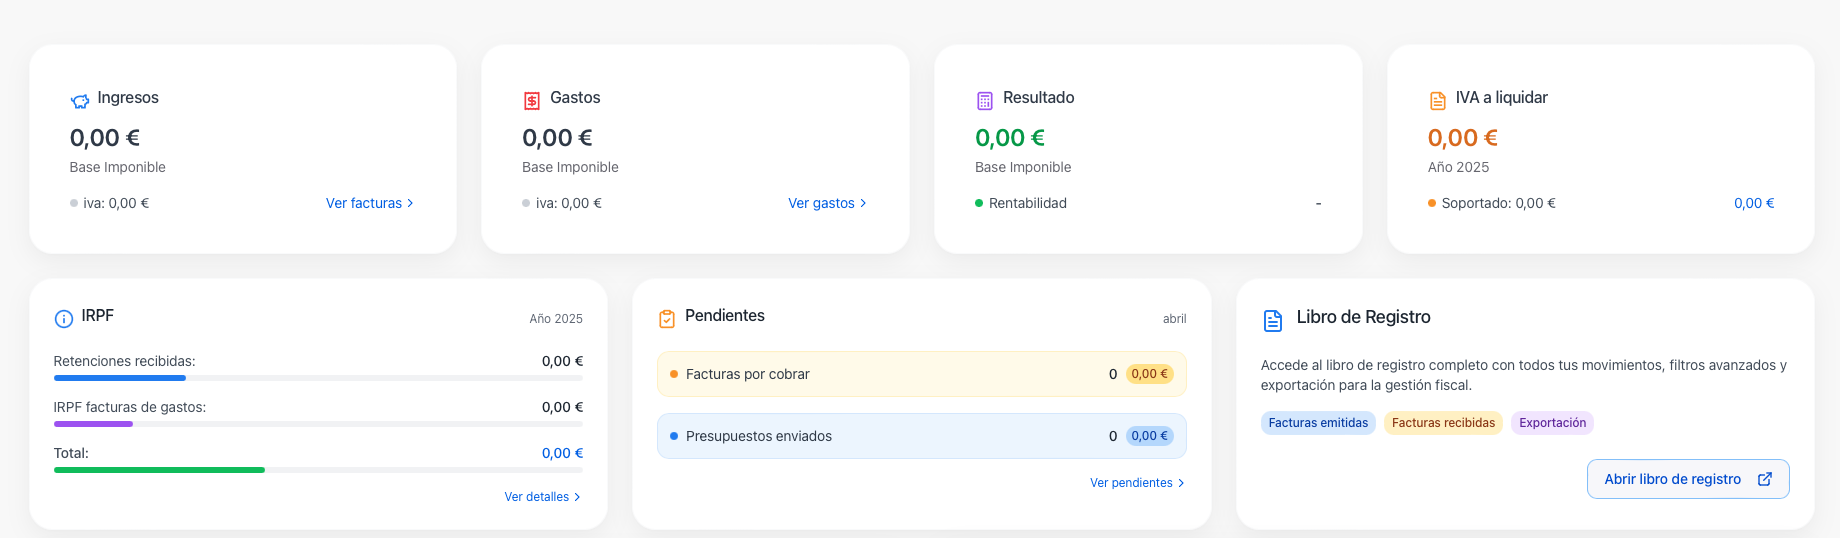 Ingresos
0,00 €
Base Imponible
iva: 0,00 €
Ver facturas
Gastos
0,00 €
Base Imponible
iva: 0,00 €
Ver gastos
Resultado
0,00 €
Base Imponible
Rentabilidad
-
IVA a liquidar
0,00 €
Año 2025
Soportado: 0,00 €
0,00 €
IRPF
Año 2025
Retenciones recibidas:
0,00 €
IRPF facturas de gastos:
0,00 €
Total:
0,00 €
Ver detalles
Pendientes
abril
Facturas por cobrar
0
0,00 €
Presupuestos enviados
0
0,00 €
Ver pendientes
Libro de Registro
Accede al libro de registro completo con todos tus movimientos, filtros avanzados y
exportación para la gestión fiscal.
Facturas emitidas
Facturas recibidas
Exportación
Abrir libro de registro